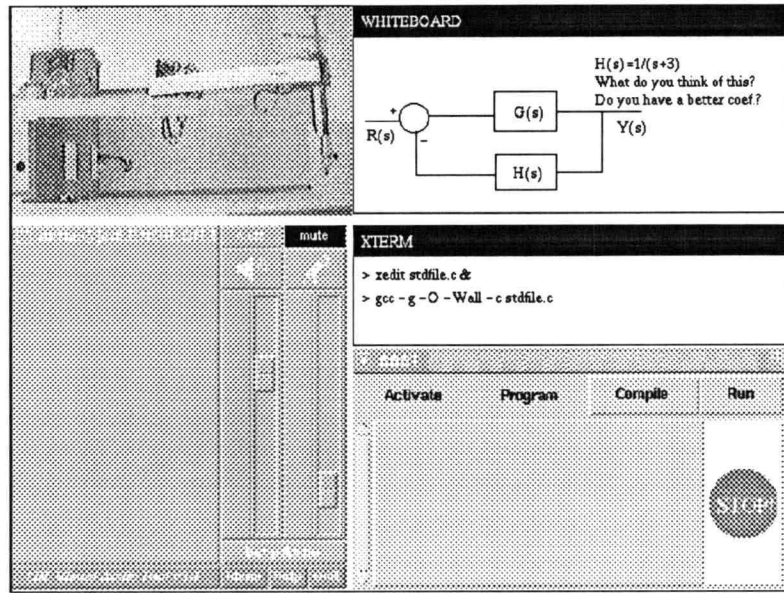 WHITEBOARD
H(s)=1/(s+3)
What do you think of this?
Do you have a better coef.?
+
G(s)
R(s)
−
Y(s)
H(s)
mute
XTERM
> xedit stdfile.c &
> gcc -g -O -Wall -c stdfile.c
Activate Program Compile Run
STOP